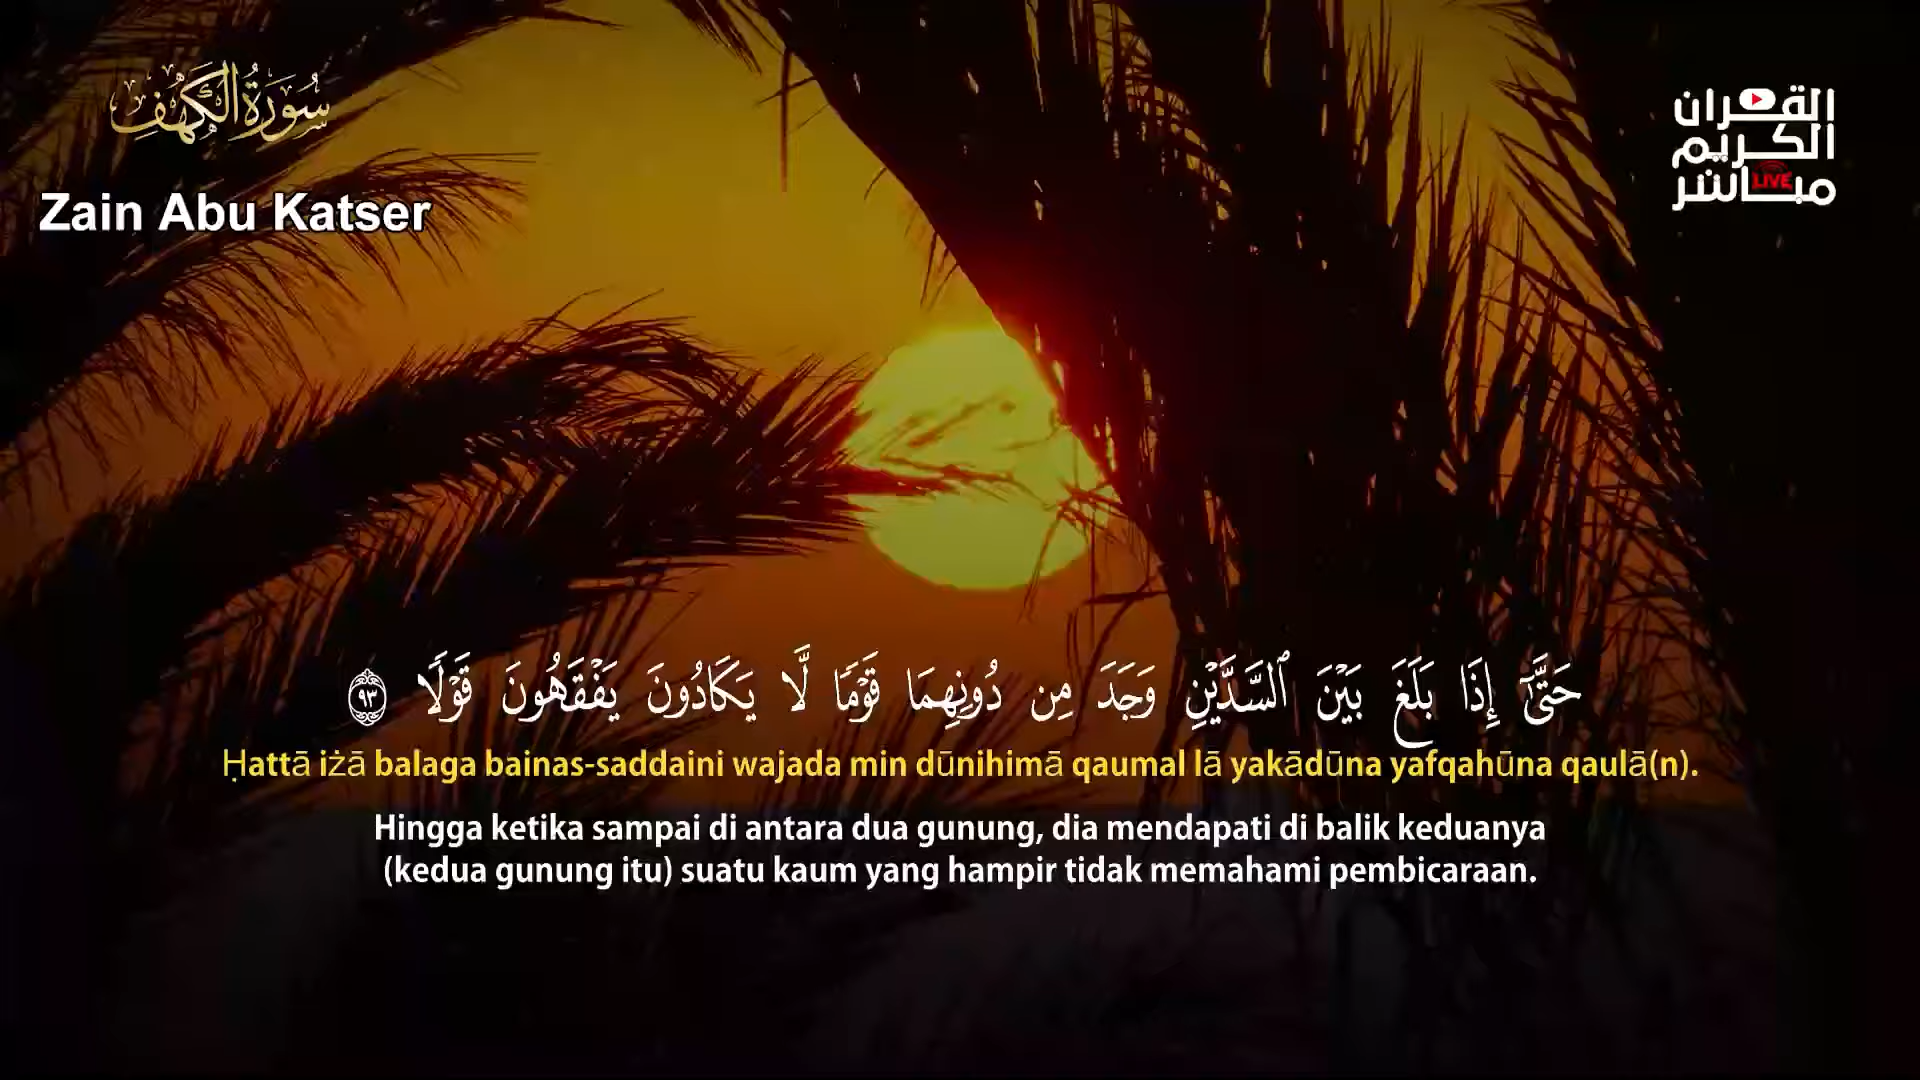 سُورَةُ الكَهْفِ
Zain Abu Katser
القران
الكريم
مباشر
LIVE
حَتَّىٰٓ إِذَا بَلَغَ بَيْنَ ٱلسَّدَّيْنِ وَجَدَ مِن دُونِهِمَا قَوْمًا لَّا يَكَادُونَ يَفْقَهُونَ قَوْلًا ٩٣
Ḥattā iżā balaga bainas-saddaini wajada min dūnihimā qaumal lā yakādūna yafqahūna qaulā(n).
Hingga ketika sampai di antara dua gunung, dia mendapati di balik keduanya
(kedua gunung itu) suatu kaum yang hampir tidak memahami pembicaraan.